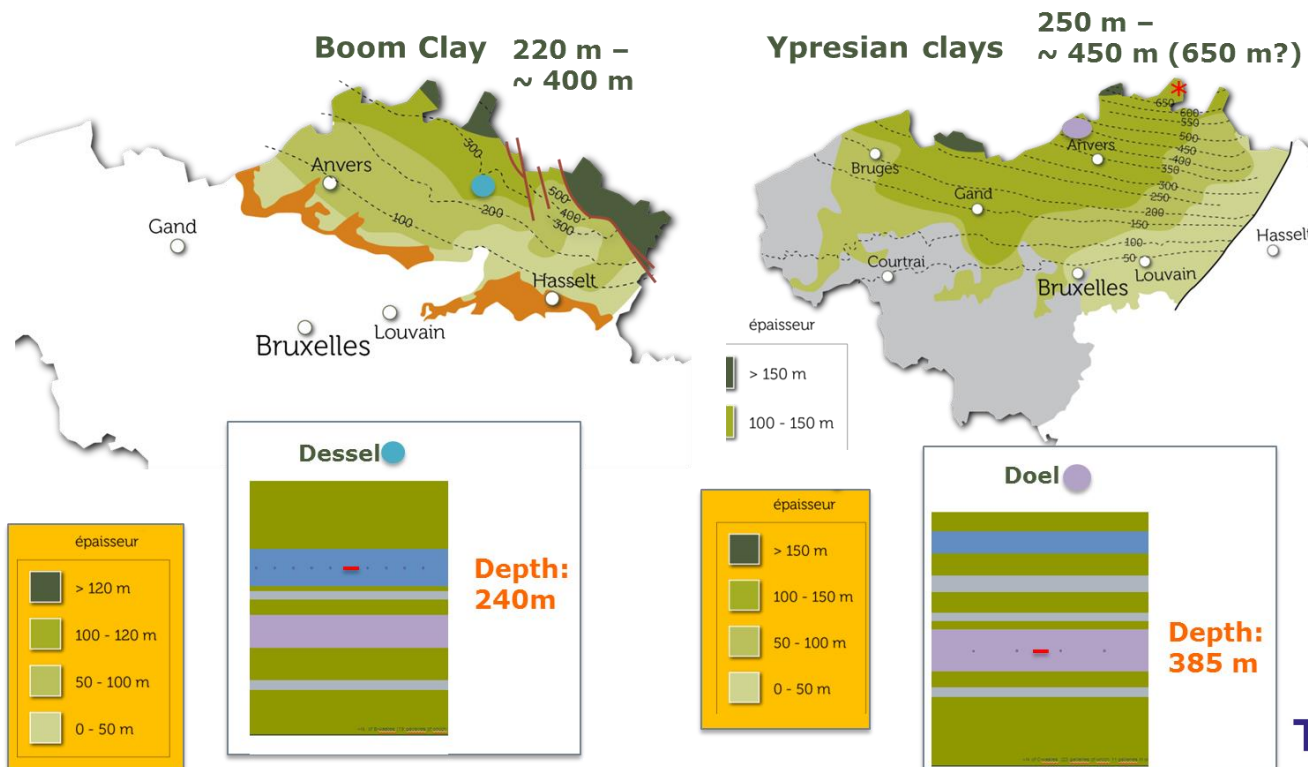 Boom Clay
220 m –
~ 400 m
300
Anvers
500
400
200
300
100
Gand
Hasselt
Louvain
Bruxelles
Dessel
Depth:
240m
épaisseur
> 120 m
100 - 120 m
50 - 100 m
0 - 50 m
Ypresian clays
250 m –
~ 450 m (650 m?)
*
650
600
550
500
450
400
350
300
250
200
150
100
50
Anvers
Bruges
Gand
Hasselt
Courtrai
Louvain
Bruxelles
épaisseur
> 150 m
100 - 150 m
Doel
Depth:
385 m
épaisseur
> 150 m
100 - 150 m
50 - 100 m
0 - 50 m
T